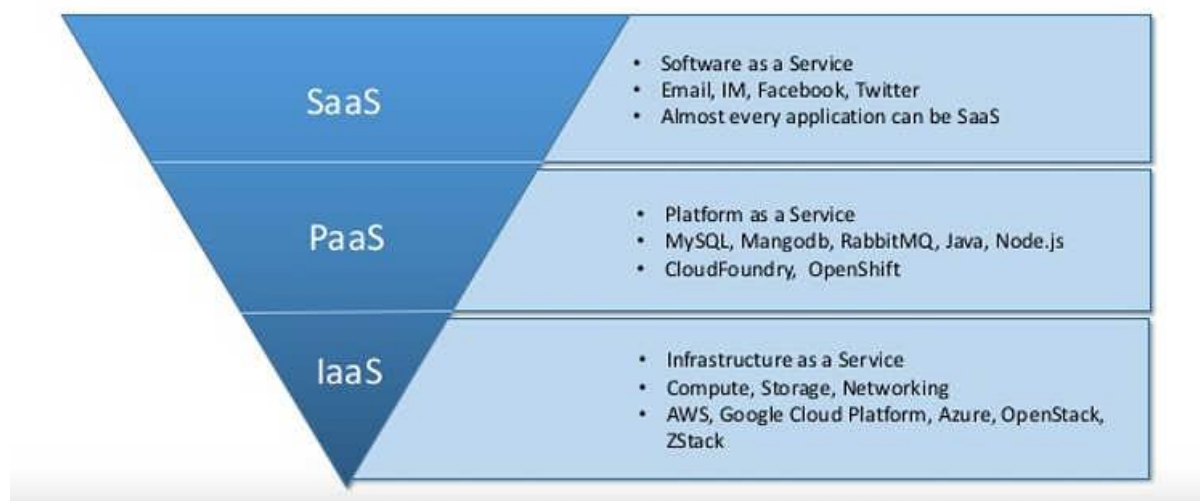 SaaS
• Software as a Service
• Email, IM, Facebook, Twitter
• Almost every application can be SaaS
PaaS
• Platform as a Service
• MySQL, Mangodb, RabbitMQ, Java, Node.js
• CloudFoundry, OpenShift
IaaS
• Infrastructure as a Service
• Compute, Storage, Networking
• AWS, Google Cloud Platform, Azure, OpenStack,
ZStack